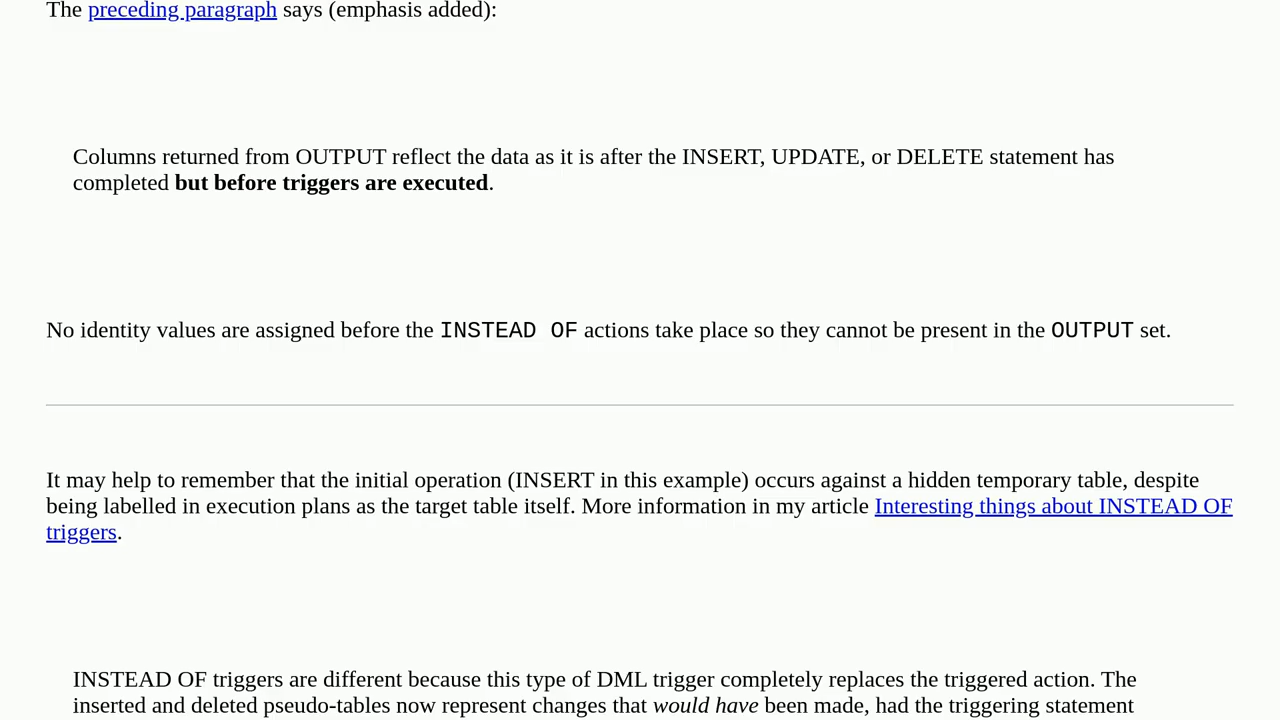 The preceding paragraph says (emphasis added):
Columns returned from OUTPUT reflect the data as it is after the INSERT, UPDATE, or DELETE statement has
completed but before triggers are executed.
No identity values are assigned before the INSTEAD OF actions take place so they cannot be present in the OUTPUT set.
It may help to remember that the initial operation (INSERT in this example) occurs against a hidden temporary table, despite
being labelled in execution plans as the target table itself. More information in my article Interesting things about INSTEAD OF
triggers.
INSTEAD OF triggers are different because this type of DML trigger completely replaces the triggered action. The
inserted and deleted pseudo-tables now represent changes that would have been made, had the triggering statement